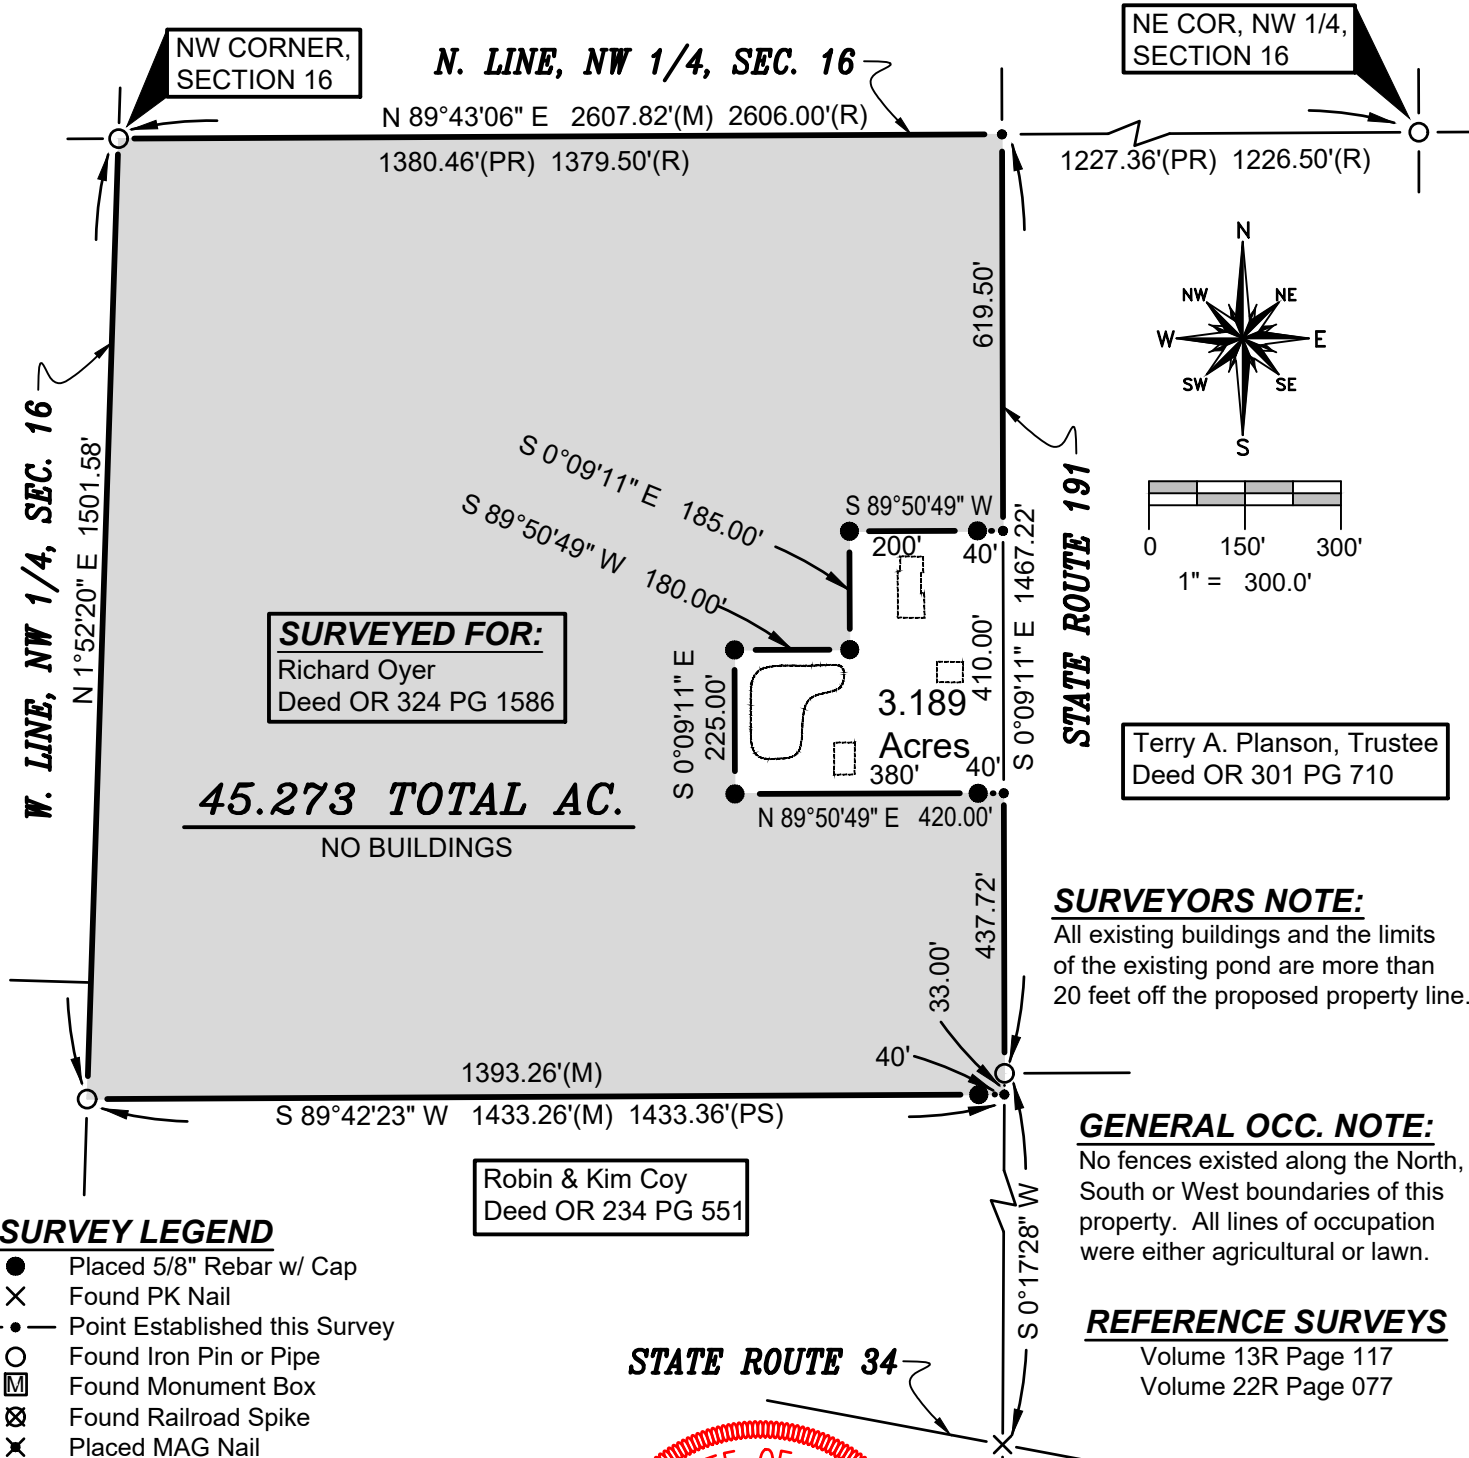 NW CORNER,
SECTION 16
N. LINE, NW 1/4, SEC. 16
NE COR, NW 1/4,
SECTION 16
N 89°43'06" E 2607.82'(M) 2606.00'(R)
1380.46'(PR) 1379.50'(R)
1227.36'(PR) 1226.50'(R)
N
NW
NE
W
E
SW
SE
S
619.50'
W. LINE, NW 1/4, SEC. 16
N 1°52'20" E 1501.58'
S 0°09'11" E 185.00'
S 89°50'49" W 180.00'
S 89°50'49" W
200'
40'
S 0°09'11" E 1467.22'
STATE ROUTE 191
0 150' 300'
1" = 300.0'
SURVEYED FOR:
Richard Oyer
Deed OR 324 PG 1586
S 0°09'11" E
225.00'
410.00'
3.189
Acres
380'
40'
N 89°50'49" E 420.00'
Terry A. Planson, Trustee
Deed OR 301 PG 710
45.273 TOTAL AC.
NO BUILDINGS
437.72'
33.00'
40'
SURVEYORS NOTE:
All existing buildings and the limits
of the existing pond are more than
20 feet off the proposed property line.
1393.26'(M)
S 89°42'23" W 1433.26'(M) 1433.36'(PS)
GENERAL OCC. NOTE:
No fences existed along the North,
South or West boundaries of this
property. All lines of occupation
were either agricultural or lawn.
Robin & Kim Coy
Deed OR 234 PG 551
S 0°17'28" W
SURVEY LEGEND
Placed 5/8" Rebar w/ Cap
Found PK Nail
Point Established this Survey
Found Iron Pin or Pipe
M Found Monument Box
Found Railroad Spike
Placed MAG Nail
REFERENCE SURVEYS
Volume 13R Page 117
Volume 22R Page 077
STATE ROUTE 34